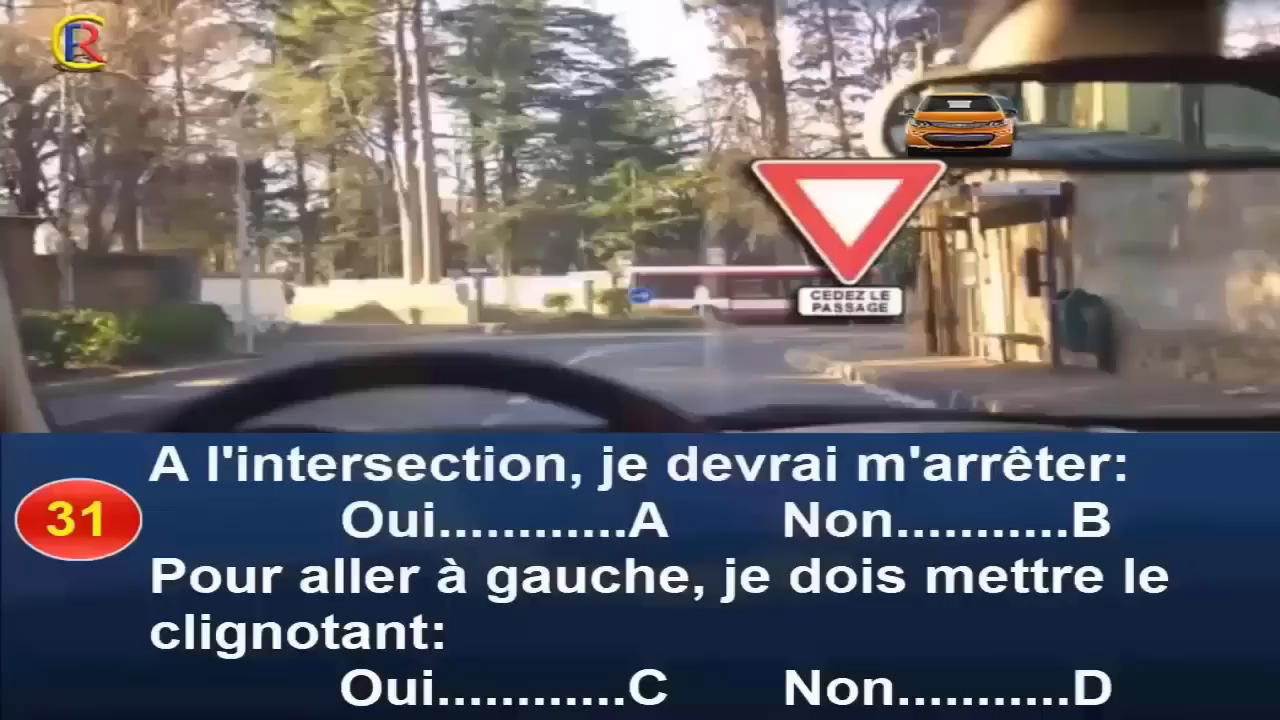 CRE
CEDEZ LE
PASSAGE
31
A l'intersection, je devrai m'arrêter:
Oui............A Non...........B
Pour aller à gauche, je dois mettre le
clignotant:
Oui............C Non...........D